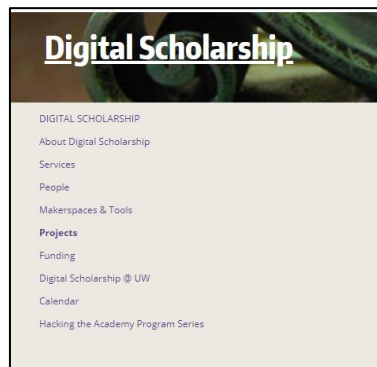 Digital Scholarship
DIGITAL SCHOLARSHIP
About Digital Scholarship
Services
People
Makerspaces & Tools
Projects
Funding
Digital Scholarship @ UW
Calendar
Hacking the Academy Program Series